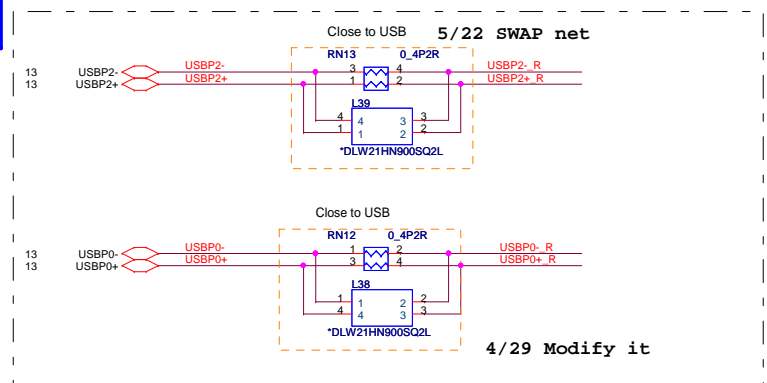 Close to USB 5/22 SWAP net
RN13 0_4P2R
13 USBP2- USBP2- 3 4 USBP2-_R
13 USBP2+ USBP2+ 1 2 USBP2+_R
L39
4 4 3 3
1 1 2 2
*DLW21HN900SQ2L
Close to USB
RN12 0_4P2R
13 USBP0- USBP0- 1 2 USBP0-_R
13 USBP0+ USBP0+ 3 4 USBP0+_R
L38
1 1 2 2
4 4 3 3
*DLW21HN900SQ2L
4/29 Modify it